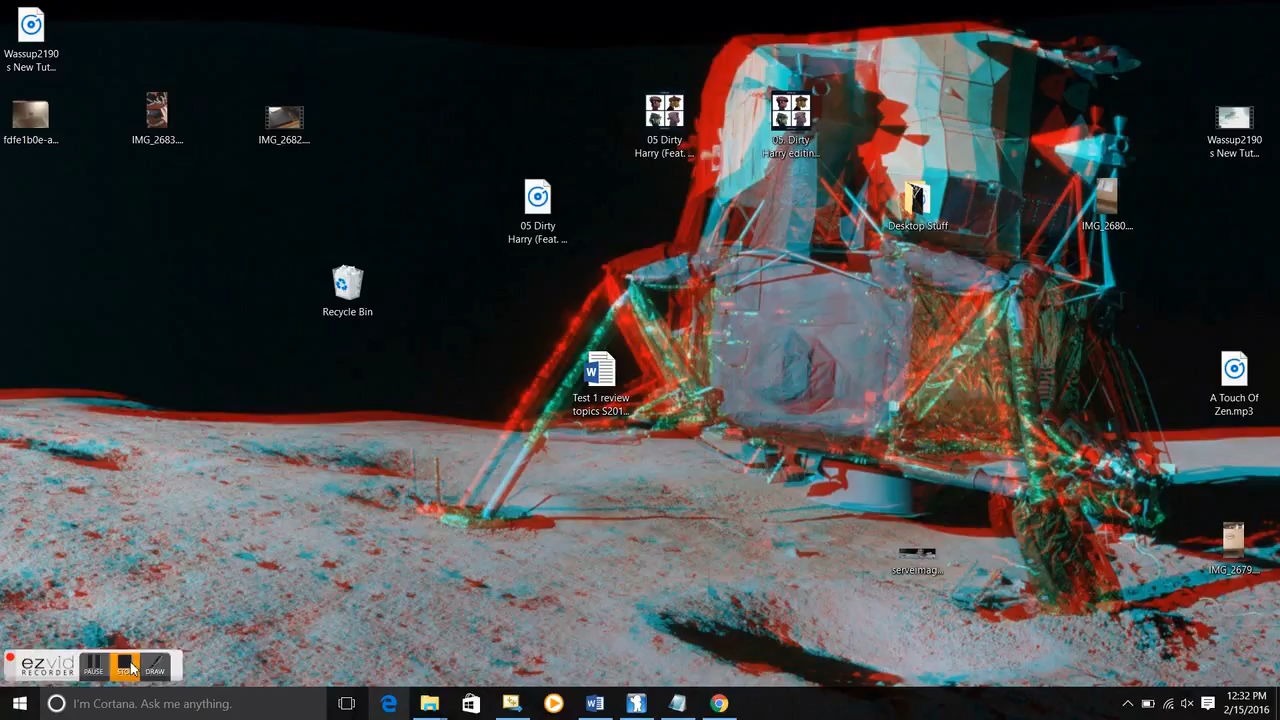 Wassup2190
s New Tut...
fdfe1b0e-a...
IMG_2683....
IMG_2682....
05 Dirty
Harry (Feat. ...
05. Dirty
Harry editin...
Wassup2190
s New Tut...
05 Dirty
Harry (Feat. ...
Desktop Stuff
IMG_2680....
Recycle Bin
Test 1 review
topics S201...
A Touch Of
Zen.mp3
serveimag...
IMG_2679....
ezvid
RECORDER
PAUSE
STOP
DRAW
I'm Cortana. Ask me anything.
12:32 PM
2/15/2016